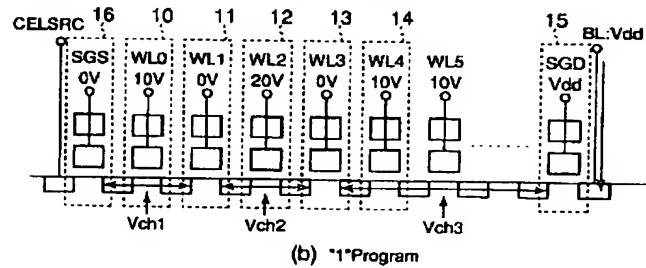 CELSRC 16 10 11 12 13 14 15 BL:Vdd
SGS WL0 WL1 WL2 WL3 WL4 WL5 SGD
0V 10V 0V 20V 0V 10V 10V Vdd
Vch1 Vch2 Vch3
(b) "1"Program